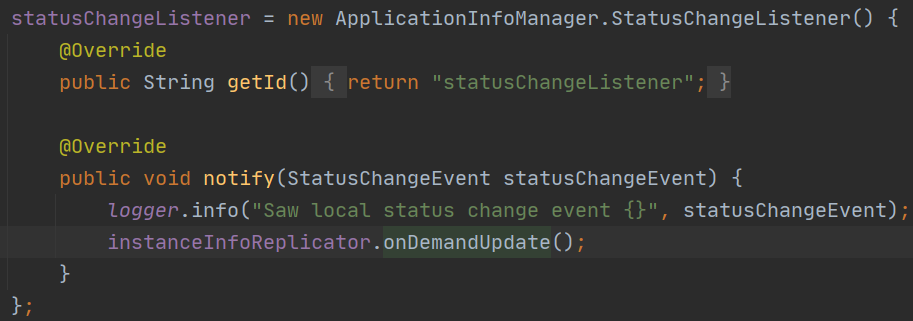 statusChangeListener = new ApplicationInfoManager.StatusChangeListener() {
@Override
public String getId() { return "statusChangeListener"; }
@Override
public void notify(StatusChangeEvent statusChangeEvent) {
logger.info("Saw local status change event {}", statusChangeEvent);
instanceInfoReplicator.onDemandUpdate();
}
};